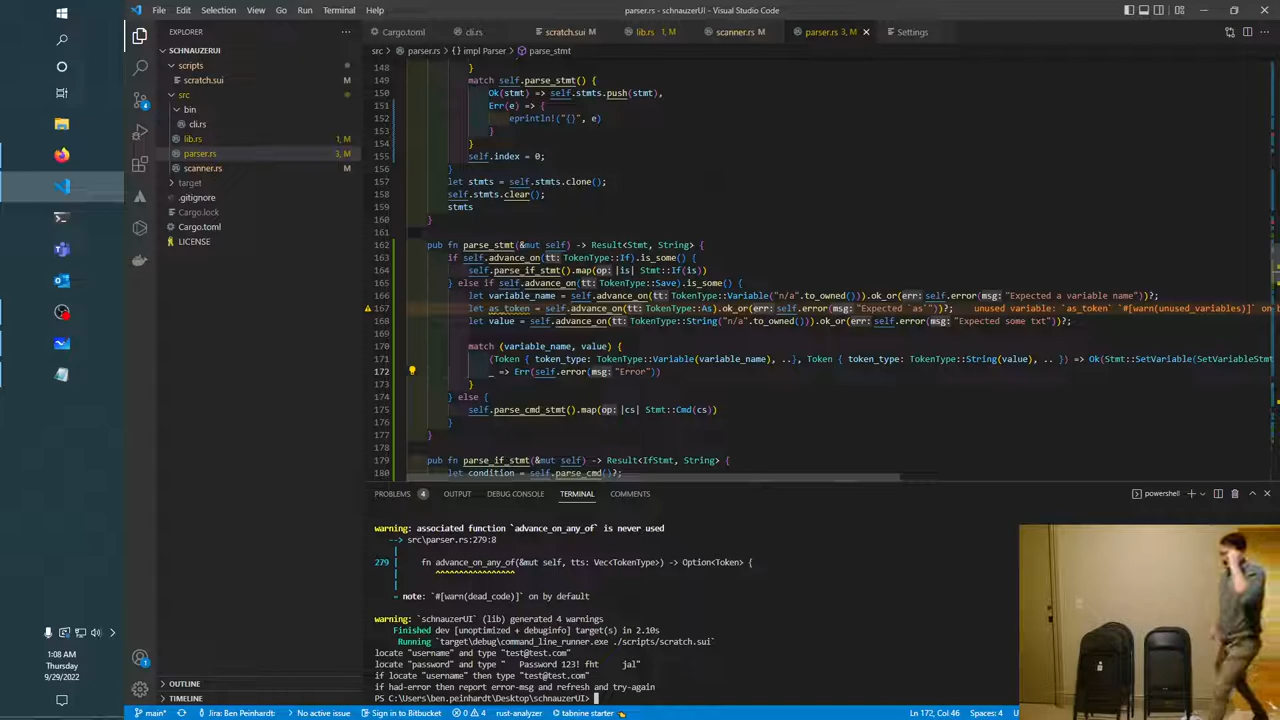 File Edit Selection View Go Run Terminal Help
parser.rs - schnauzerUI - Visual Studio Code
EXPLORER
Cargo.toml
cli.rs
scratch.sui M
lib.rs 1, M
scanner.rs M
parser.rs 3, M
Settings
SCHNAUZERUI
src > parser.rs > {} impl Parser > parse_stmt
scripts
scratch.sui M
src
bin
cli.rs
lib.rs 1, M
parser.rs 3, M
scanner.rs M
target
.gitignore
Cargo.lock
Cargo.toml
LICENSE
148 }
149 match self.parse_stmt() {
150 Ok(stmt) => self.stmts.push(stmt),
151 Err(e) => {
152 eprintln!("{}", e)
153 }
154 }
155 self.index = 0;
156 }
157 let stmts = self.stmts.clone();
158 self.stmts.clear();
159 stmts
160 }
161
162 pub fn parse_stmt(&mut self) -> Result<Stmt, String> {
163 if self.advance_on(tt: TokenType::If).is_some() {
164 self.parse_if_stmt().map(op: |is| Stmt::If(is))
165 } else if self.advance_on(tt: TokenType::Save).is_some() {
166 let variable_name = self.advance_on(tt: TokenType::Variable("n/a".to_owned())).ok_or(err: self.error(msg: "Expected a variable name"))?;
167 let as_token = self.advance_on(tt: TokenType::As).ok_or(err: self.error(msg: "Expected `as`"))?; unused variable: `as_token` `#[warn(unused_variables)]` on b
168 let value = self.advance_on(tt: TokenType::String("n/a".to_owned())).ok_or(err: self.error(msg: "Expected some txt"))?;
169
170 match (variable_name, value) {
171 (Token { token_type: TokenType::Variable(variable_name), ..}, Token { token_type: TokenType::String(value), .. }) => Ok(Stmt::SetVariable(SetVariableStmt
172 _ => Err(self.error(msg: "Error"))
173 }
174 } else {
175 self.parse_cmd_stmt().map(op: |cs| Stmt::Cmd(cs))
176 }
177 }
178
179 pub fn parse_if_stmt(&mut self) -> Result<IfStmt, String> {
180 let condition = self.parse_cmd()?;
PROBLEMS 4 OUTPUT DEBUG CONSOLE TERMINAL COMMENTS
powershell
warning: associated function `advance_on_any_of` is never used
--> src\parser.rs:279:8
|
279 | fn advance_on_any_of(&mut self, tts: Vec<TokenType>) -> Option<Token> {
| ^^^^^^^^^^^^^^^^^
|
= note: `#[warn(dead_code)]` on by default
warning: `schnauzerUI` (lib) generated 4 warnings
Finished dev [unoptimized + debuginfo] target(s) in 2.10s
Running `target\debug\command_line_runner.exe ./scripts/scratch.sui`
locate "username" and type "test@test.com"
locate "password" and type " Password 123! fht jal"
if locate "username" then type "test@test.com"
if had-error then report error-msg and refresh and try-again
PS C:\Users\ben.peinhardt\Desktop\schnauzerUI>
OUTLINE
TIMELINE
1:08 AM
Thursday
9/29/2022
main* Jira: Ben Peinhardt: No active issue Sign in to Bitbucket 0 4 rust-analyzer tabnine starter
Ln 172, Col 46 Spaces: 4